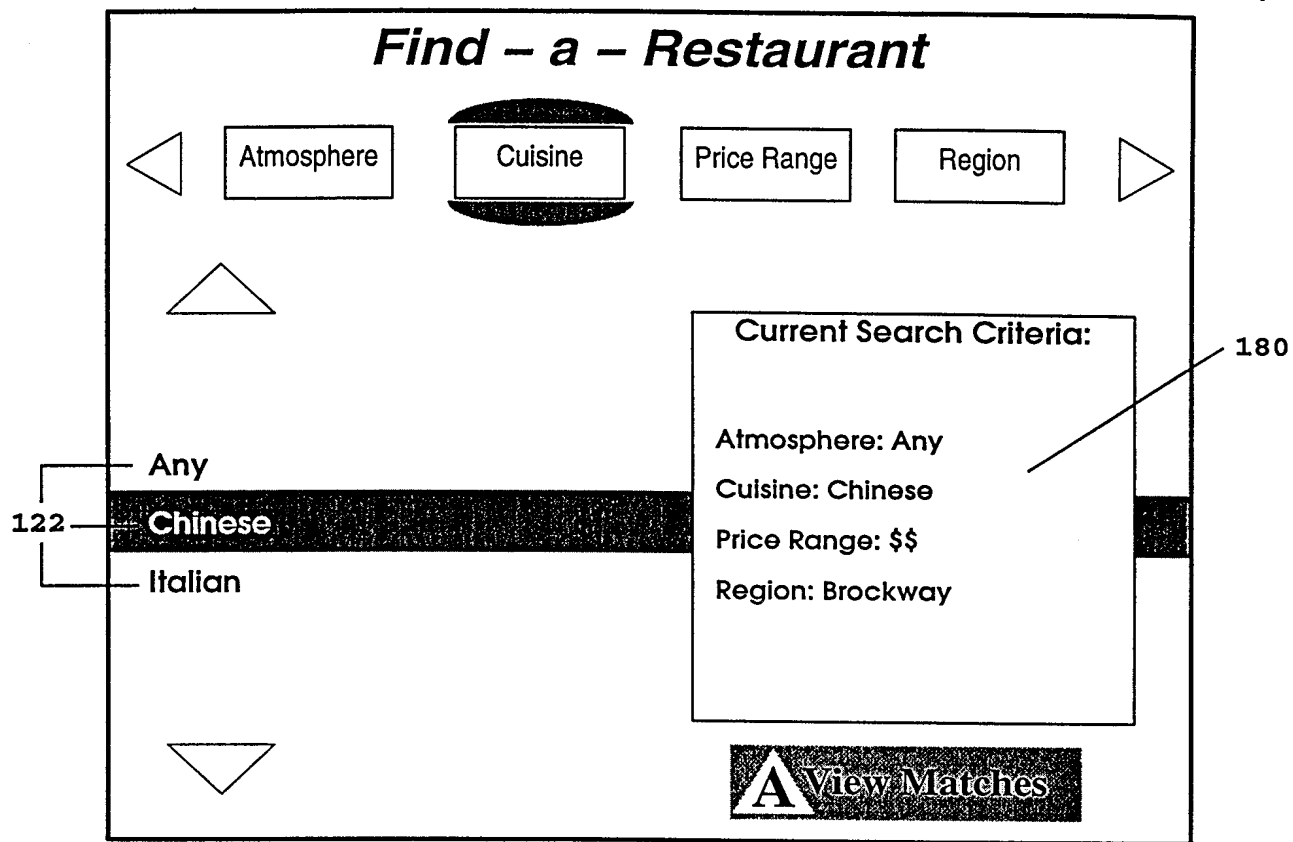 Find – a – Restaurant
Atmosphere Cuisine Price Range Region
Current Search Criteria:
180
Atmosphere: Any
Any
Cuisine: Chinese
122 Chinese
Price Range: $$
Italian
Region: Brockway
A View Matches